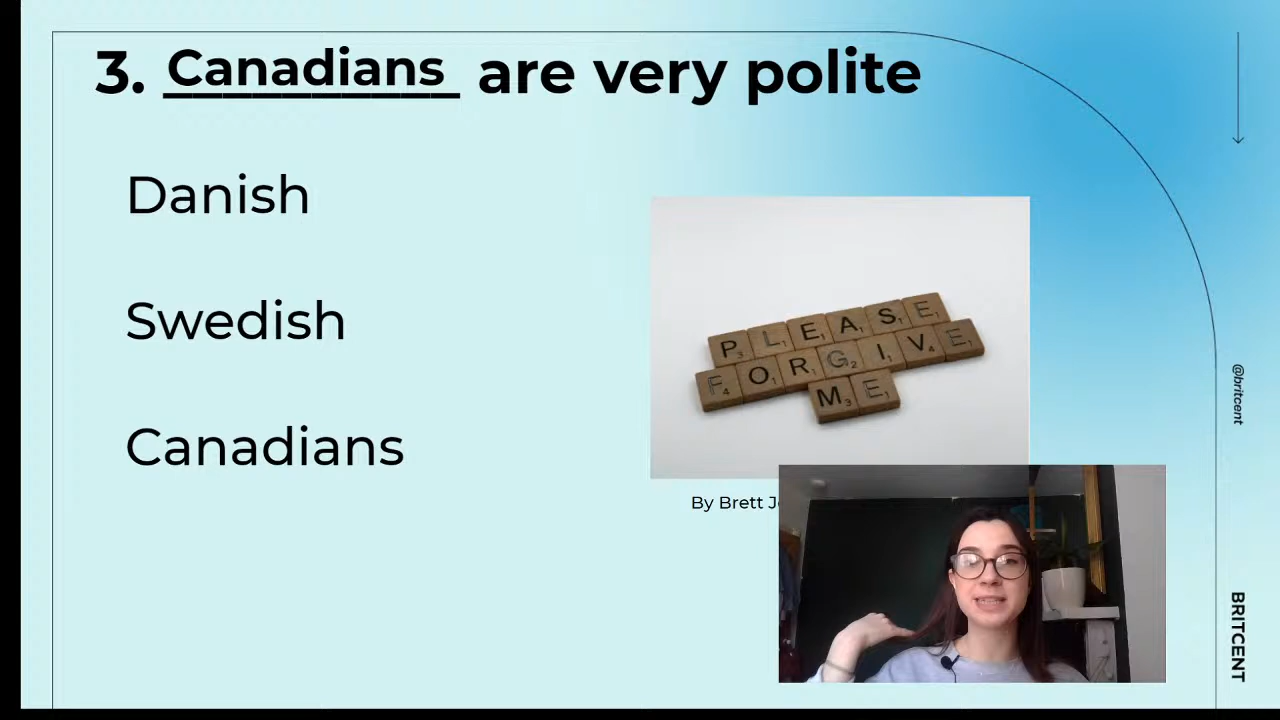 3. Canadians are very polite
Danish
Swedish
Canadians
PLEASE
FORGIVE
ME
By Brett
@britcent
BRITCENT